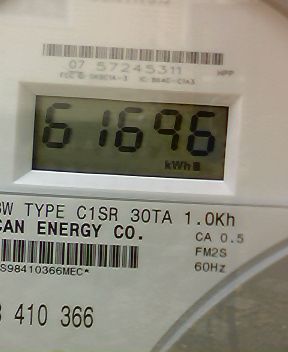 07 57245311
61696
kWh
3W TYPE C1SR 30TA 1.0Kh
CAN ENERGY CO.
CA 0.5
FM2S
60Hz
S98410366MEC*
410 366